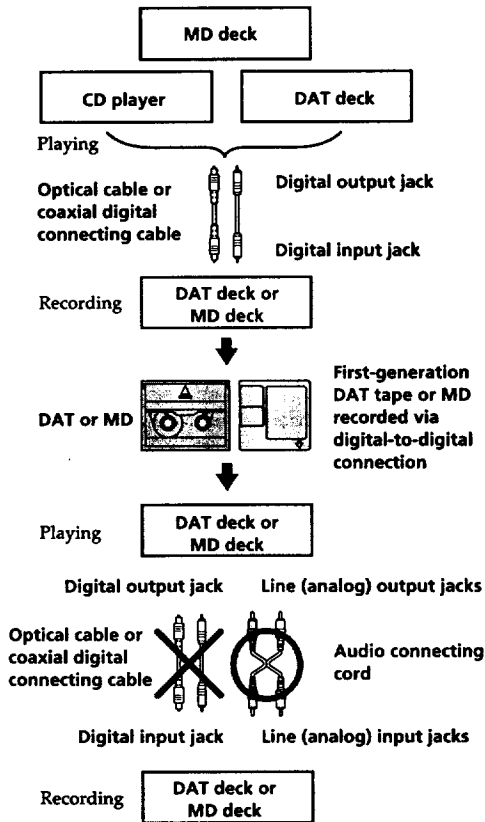 MD deck
CD player
DAT deck
Playing
Optical cable or
coaxial digital
connecting cable
Digital output jack
Digital input jack
Recording
DAT deck or
MD deck
DAT or MD
First-generation
DAT tape or MD
recorded via
digital-to-digital
connection
Playing
DAT deck or
MD deck
Digital output jack
Line (analog) output jacks
Optical cable or
coaxial digital
connecting cable
Audio connecting
cord
Digital input jack
Line (analog) input jacks
Recording
DAT deck or
MD deck